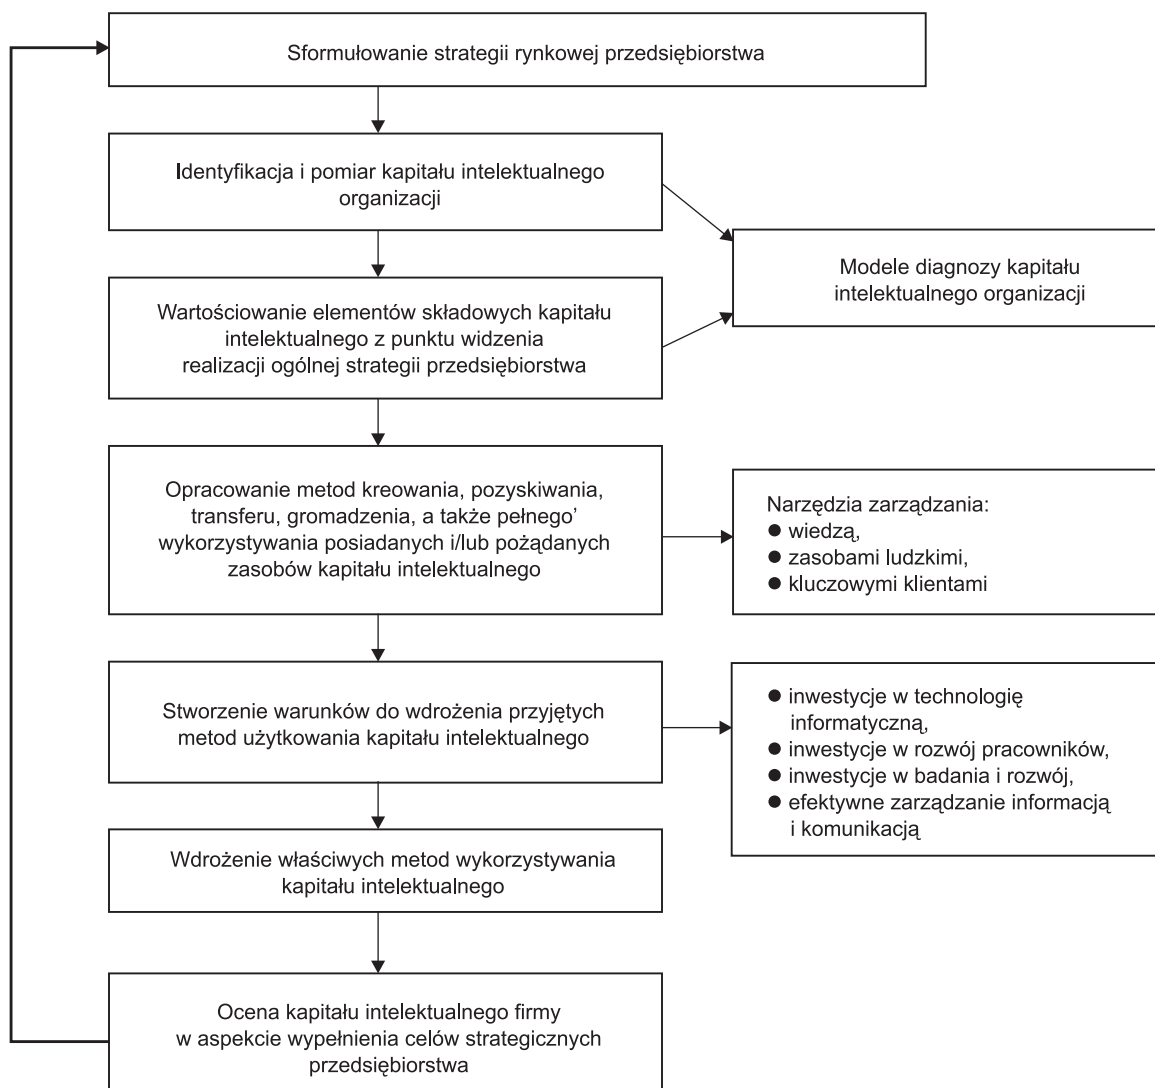 Sformułowanie strategii rynkowej przedsiębiorstwa
Identyfikacja i pomiar kapitału intelektualnego
organizacji
Modele diagnozy kapitału
intelektualnego organizacji
Wartościowanie elementów składowych kapitału
intelektualnego z punktu widzenia
realizacji ogólnej strategii przedsiębiorstwa
Opracowanie metod kreowania, pozyskiwania,
transferu, gromadzenia, a także pełnego’
wykorzystywania posiadanych i/lub pożądanych
zasobów kapitału intelektualnego
Narzędzia zarządzania:
● wiedzą,
● zasobami ludzkimi,
● kluczowymi klientami
Stworzenie warunków do wdrożenia przyjętych
metod użytkowania kapitału intelektualnego
● inwestycje w technologię
informatyczną,
● inwestycje w rozwój pracowników,
● inwestycje w badania i rozwój,
● efektywne zarządzanie informacją
i komunikacją
Wdrożenie właściwych metod wykorzystywania
kapitału intelektualnego
Ocena kapitału intelektualnego firmy
w aspekcie wypełnienia celów strategicznych
przedsiębiorstwa